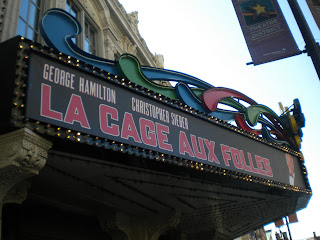 GEORGE HAMILTON CHRISTOPHER SIEBER
LA CAGE AUX FOLLES